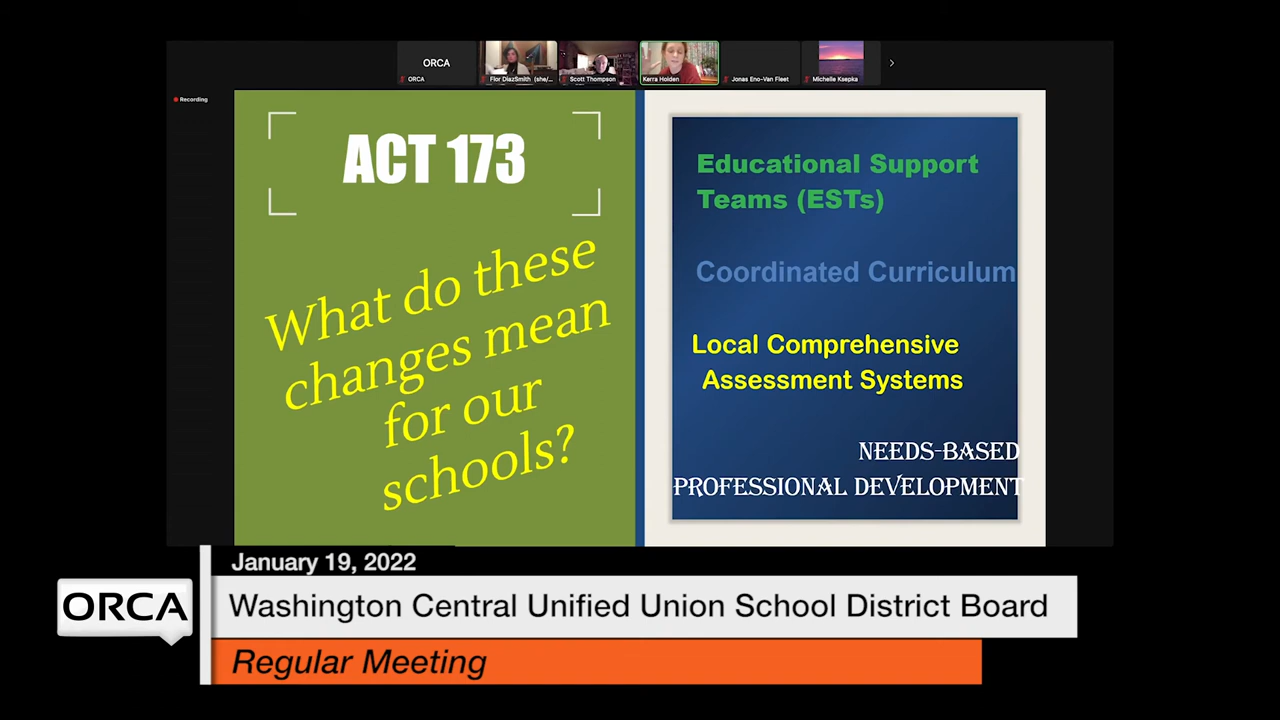 ORCA
ORCA
Flor DiazSmith (she/...
Scott Thompson
Kerra Holden
Jonas Eno-Van Fleet
Michelle Ksepka
Recording
ACT 173
What do these
changes mean
for our
schools?
Educational Support
Teams (ESTs)
Coordinated Curriculum
Local Comprehensive
Assessment Systems
NEEDS-BASED
PROFESSIONAL DEVELOPMENT
January 19, 2022
ORCA
Washington Central Unified Union School District Board
Regular Meeting